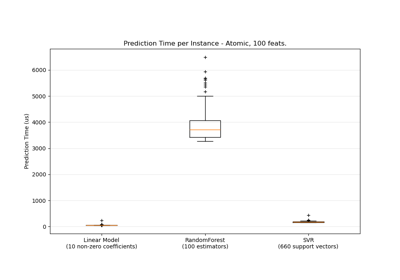 Prediction Time per Instance - Atomic, 100 feats.
Prediction Time (us)
6000
5000
4000
3000
2000
1000
0
Linear Model
(10 non-zero coefficients)
RandomForest
(100 estimators)
SVR
(660 support vectors)